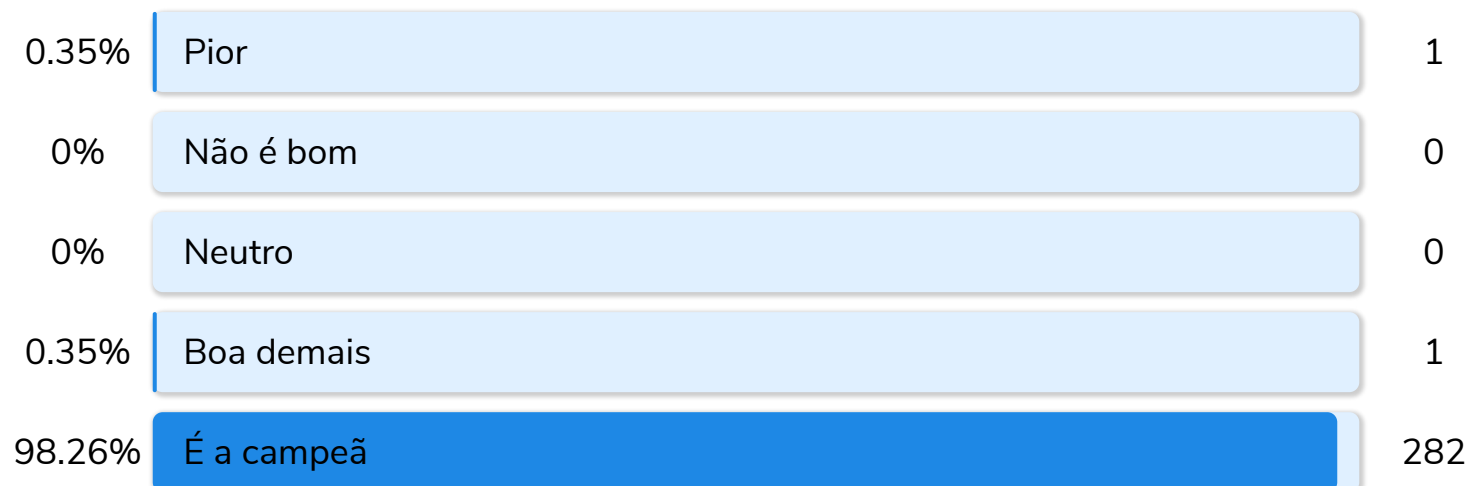 0.35% Pior 1
0% Não é bom 0
0% Neutro 0
0.35% Boa demais 1
98.26% É a campeã 282